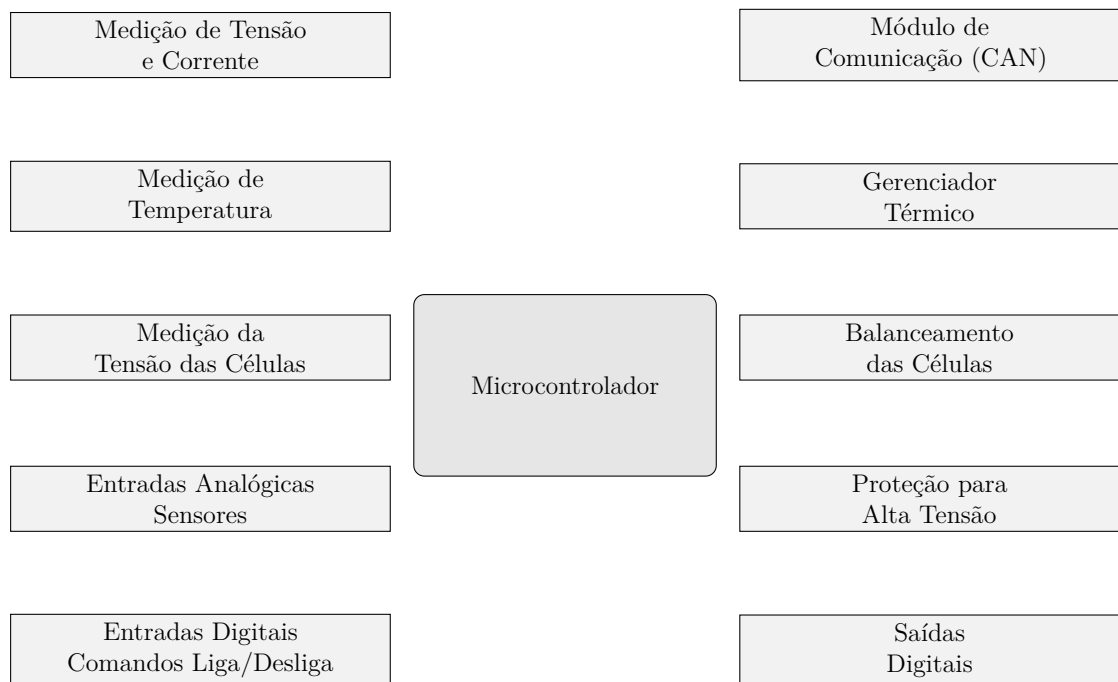 Medição de Tensão
e Corrente
Medição de
Temperatura
Medição da
Tensão das Células
Entradas Analógicas
Sensores
Entradas Digitais
Comandos Liga/Desliga
Microcontrolador
Módulo de
Comunicação (CAN)
Gerenciador
Térmico
Balanceamento
das Células
Proteção para
Alta Tensão
Saídas
Digitais